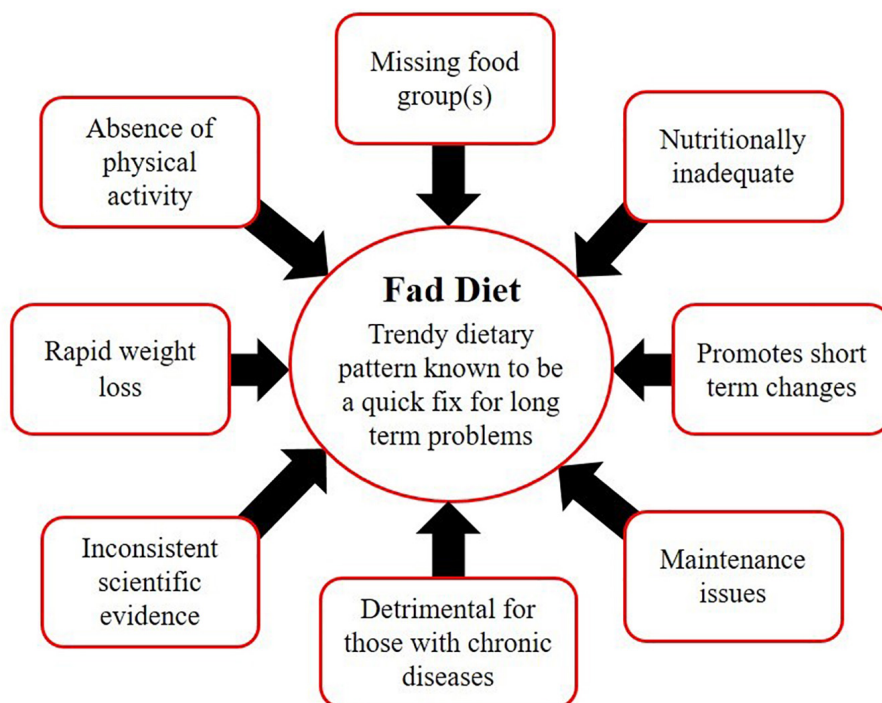 Missing food
group(s)
Absence of
physical
activity
Nutritionally
inadequate
Fad Diet
Trendy dietary
pattern known to be
a quick fix for long
term problems
Rapid weight
loss
Promotes short
term changes
Inconsistent
scientific
evidence
Detrimental for
those with chronic
diseases
Maintenance
issues